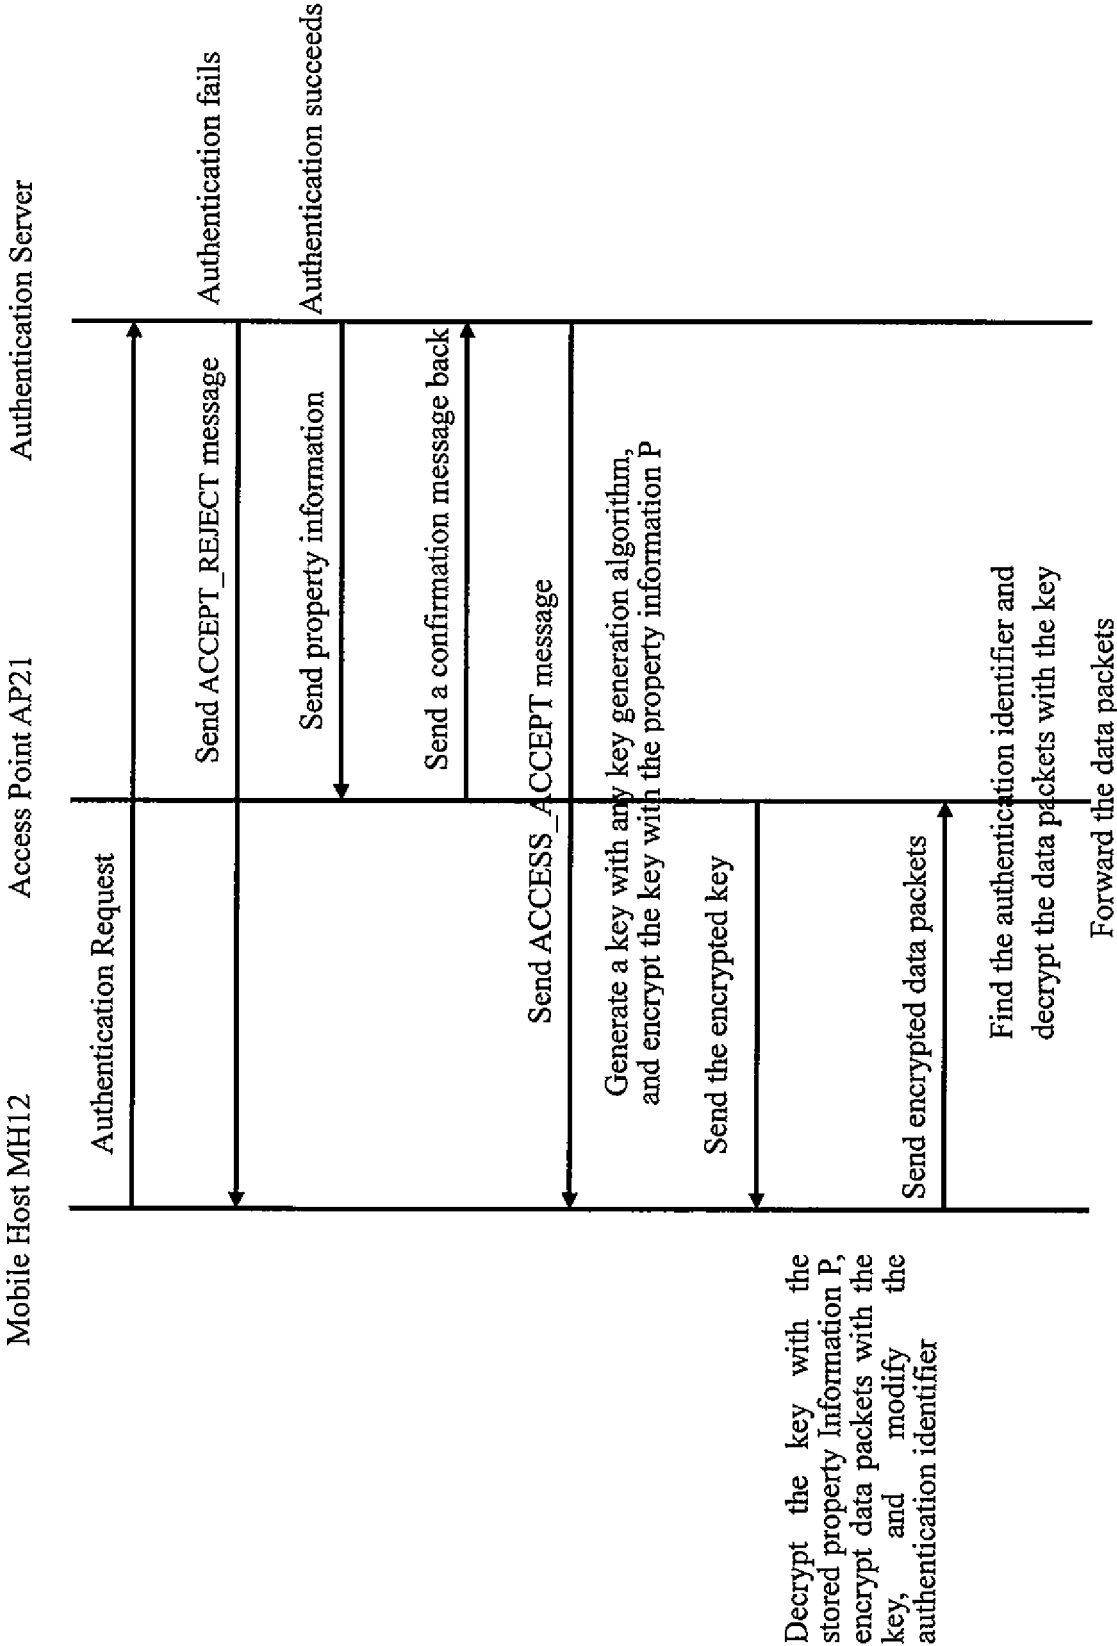 Mobile Host MH12
Access Point AP21
Authentication Server
Authentication Request
Authentication fails
Send ACCEPT_REJECT message
Authentication succeeds
Send property information
Send a confirmation message back
Send ACCESS_ACCEPT message
Generate a key with any key generation algorithm,
and encrypt the key with the property information P
Send the encrypted key
Decrypt the key with the
stored property Information P,
encrypt data packets with the
key, and modify the
authentication identifier
Send encrypted data packets
Find the authentication identifier and
decrypt the data packets with the key
Forward the data packets